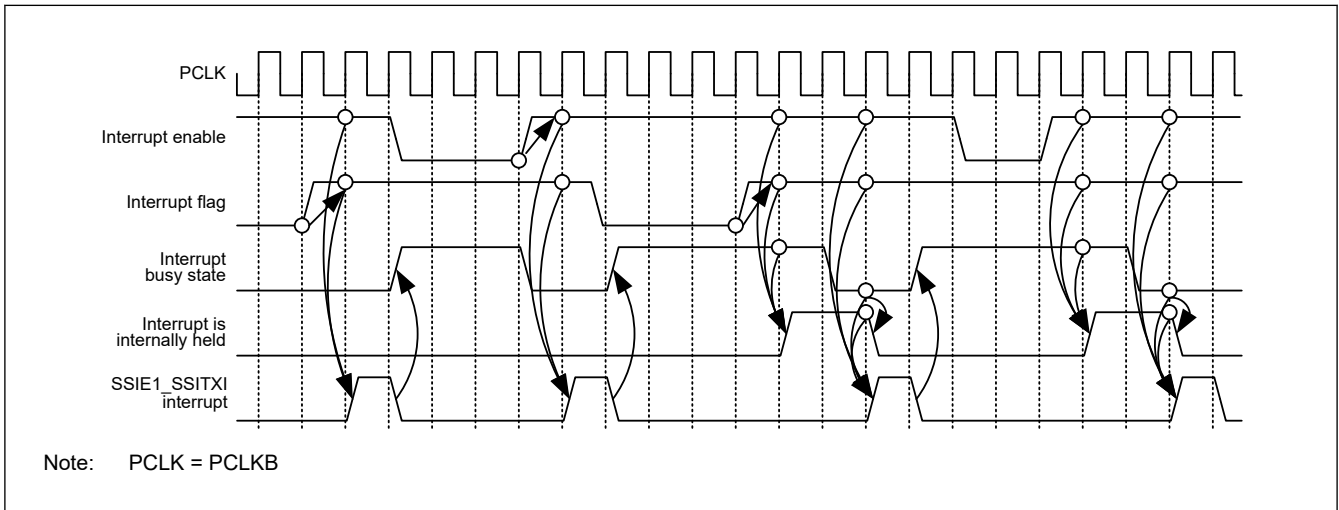 PCLK
Interrupt enable
Interrupt flag
Interrupt
busy state
Interrupt is
internally held
SSIE1_SSITXI
interrupt
Note: PCLK = PCLKB